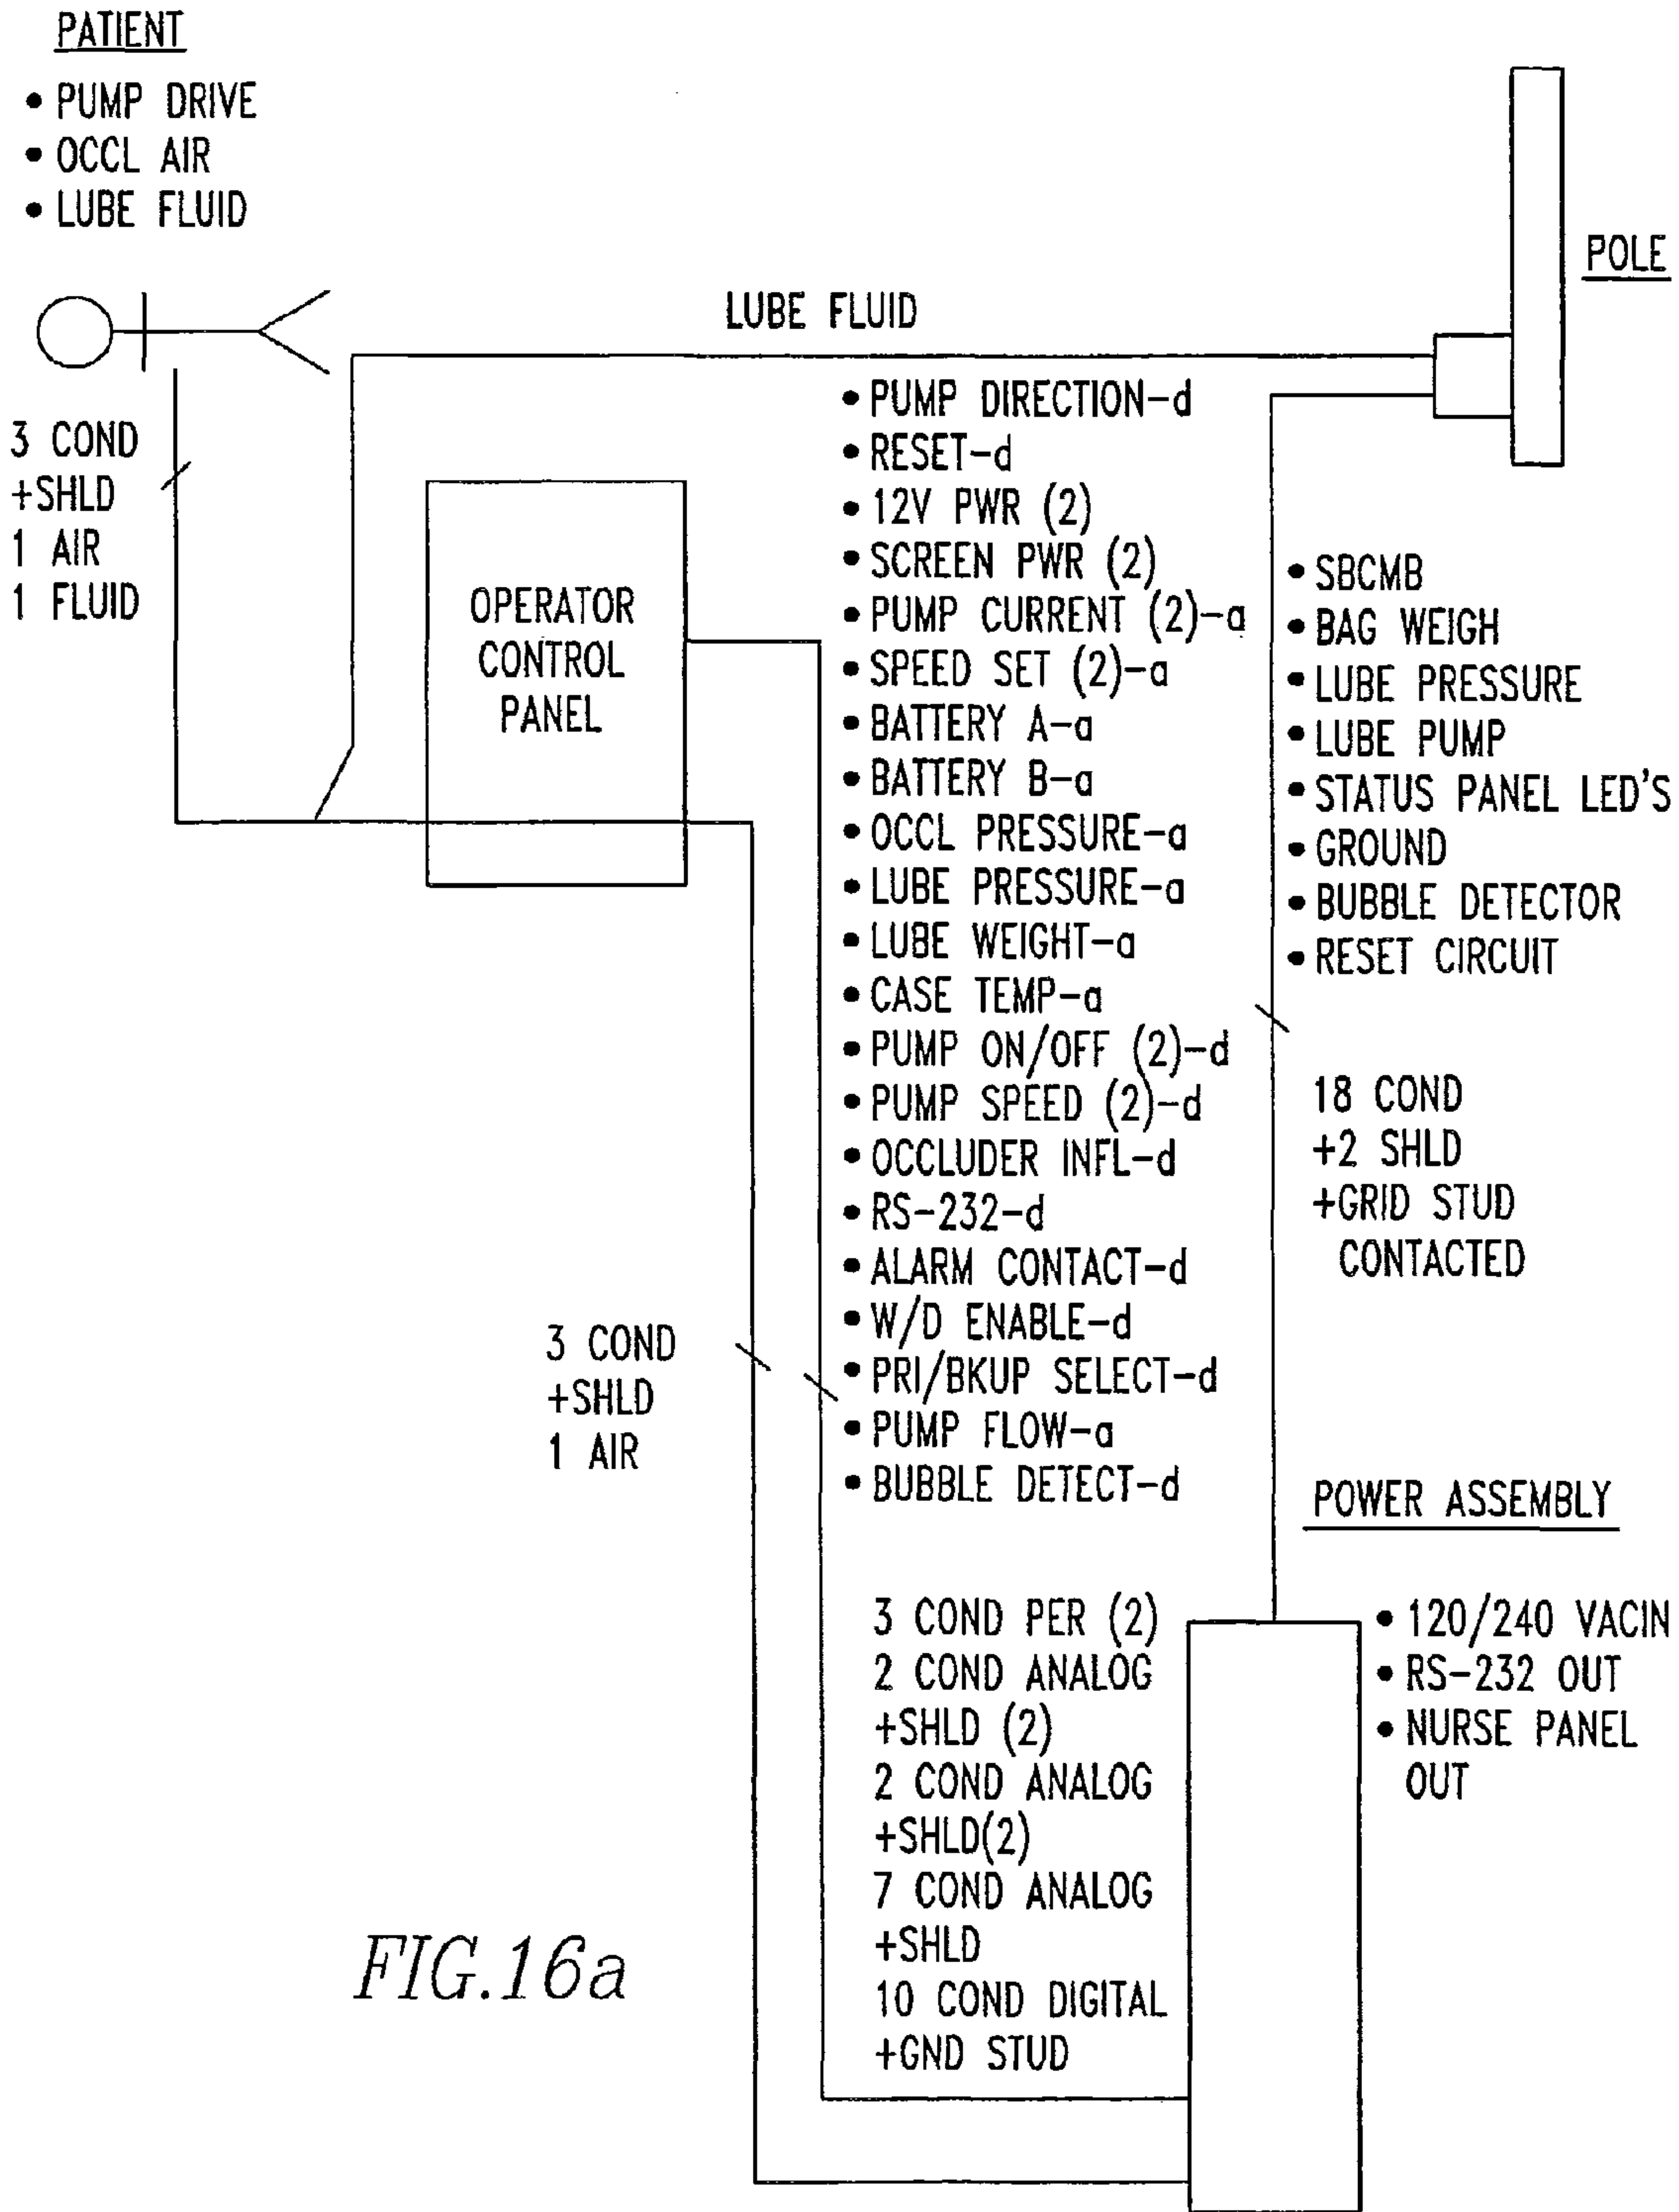 PATIENT
• PUMP DRIVE
• OCCL AIR
• LUBE FLUID
POLE
LUBE FLUID
3 COND
+SHLD
1 AIR
1 FLUID
OPERATOR
CONTROL
PANEL
• PUMP DIRECTION-d
• RESET-d
• 12V PWR (2)
• SCREEN PWR (2)
• PUMP CURRENT (2)-a
• SPEED SET (2)-a
• BATTERY A-a
• BATTERY B-a
• OCCL PRESSURE-a
• LUBE PRESSURE-a
• LUBE WEIGHT-a
• CASE TEMP-a
• PUMP ON/OFF (2)-d
• PUMP SPEED (2)-d
• OCCLUDER INFL-d
• RS-232-d
• ALARM CONTACT-d
• W/D ENABLE-d
• PRI/BKUP SELECT-d
• PUMP FLOW-a
• BUBBLE DETECT-d
• SBCMB
• BAG WEIGH
• LUBE PRESSURE
• LUBE PUMP
• STATUS PANEL LED'S
• GROUND
• BUBBLE DETECTOR
• RESET CIRCUIT
18 COND
+2 SHLD
+GRID STUD
CONTACTED
3 COND
+SHLD
1 AIR
POWER ASSEMBLY
3 COND PER (2)
2 COND ANALOG
+SHLD (2)
2 COND ANALOG
+SHLD(2)
7 COND ANALOG
+SHLD
10 COND DIGITAL
+GND STUD
• 120/240 VACIN
• RS-232 OUT
• NURSE PANEL
OUT
FIG.16a